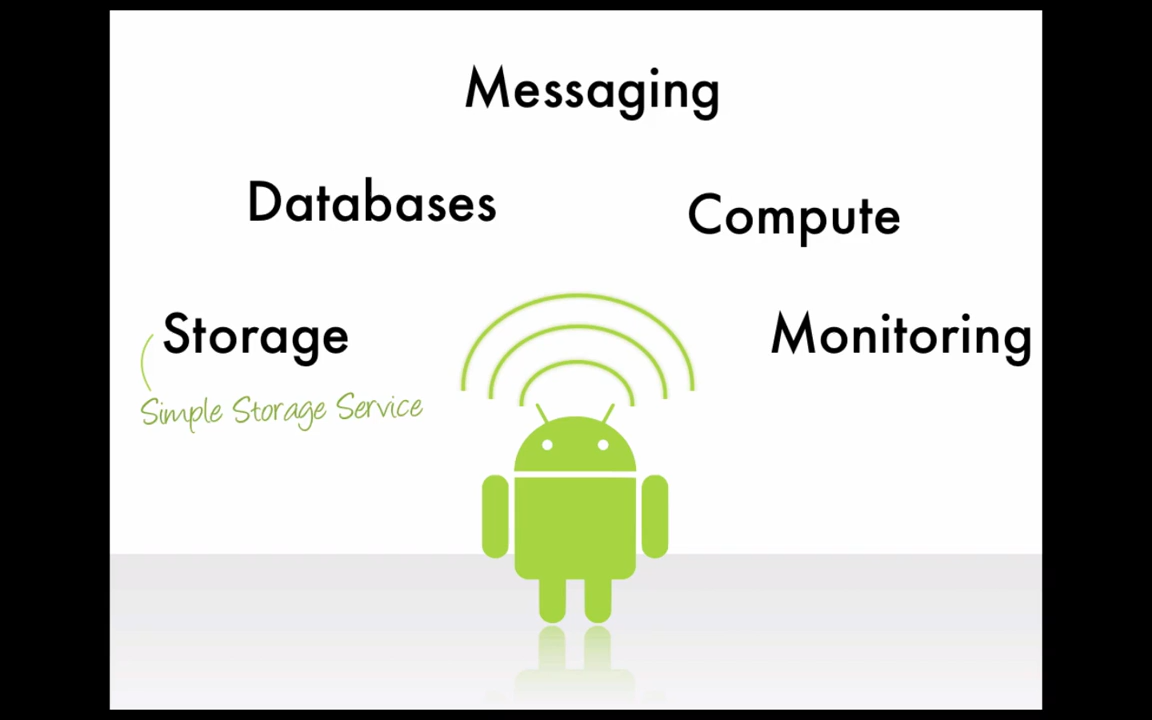 Messaging
Databases
Compute
Storage
Monitoring
Simple Storage Service